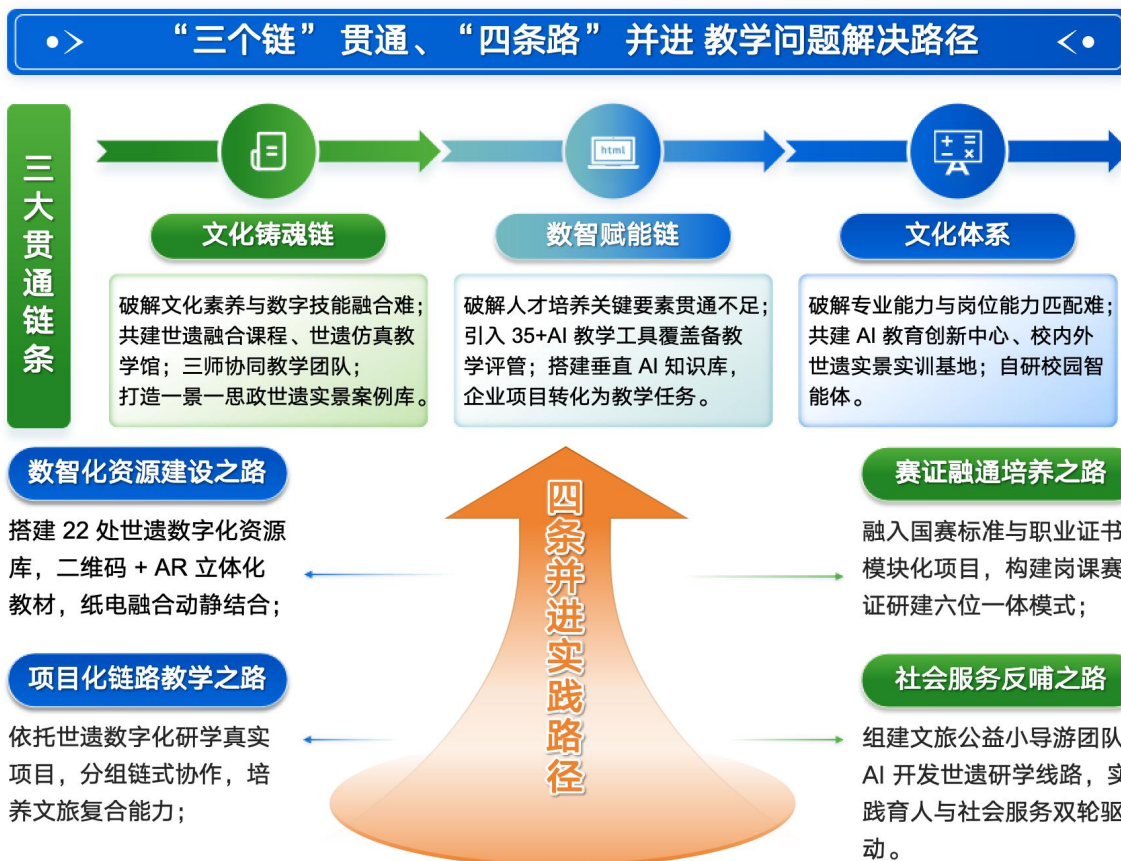 “三个链” 贯通、“四条路” 并进 教学问题解决路径
三大贯通链条
html
文化铸魂链
破解文化素养与数字技能融合难；
共建世遗融合课程、世遗仿真教
学馆；三师协同教学团队；
打造一景一思政世遗实景案例库。
数智赋能链
破解人才培养关键要素贯通不足；
引入 35+AI 教学工具覆盖备教
学评管；搭建垂直 AI 知识库，
企业项目转化为教学任务。
文化体系
破解专业能力与岗位能力匹配难；
共建 AI 教育创新中心、校内外
世遗实景实训基地；自研校园智
能体。
四条并进实践路径
数智化资源建设之路
搭建 22 处世遗数字化资源
库，二维码 + AR 立体化
教材，纸电融合动静结合；
项目化链路教学之路
依托世遗数字化研学真实
项目，分组链式协作，培
养文旅复合能力；
赛证融通培养之路
融入国赛标准与职业证书
模块化项目，构建岗课赛
证研建六位一体模式；
社会服务反哺之路
组建文旅公益小导游团队
AI 开发世遗研学线路，实
践育人与社会服务双轮驱
动。